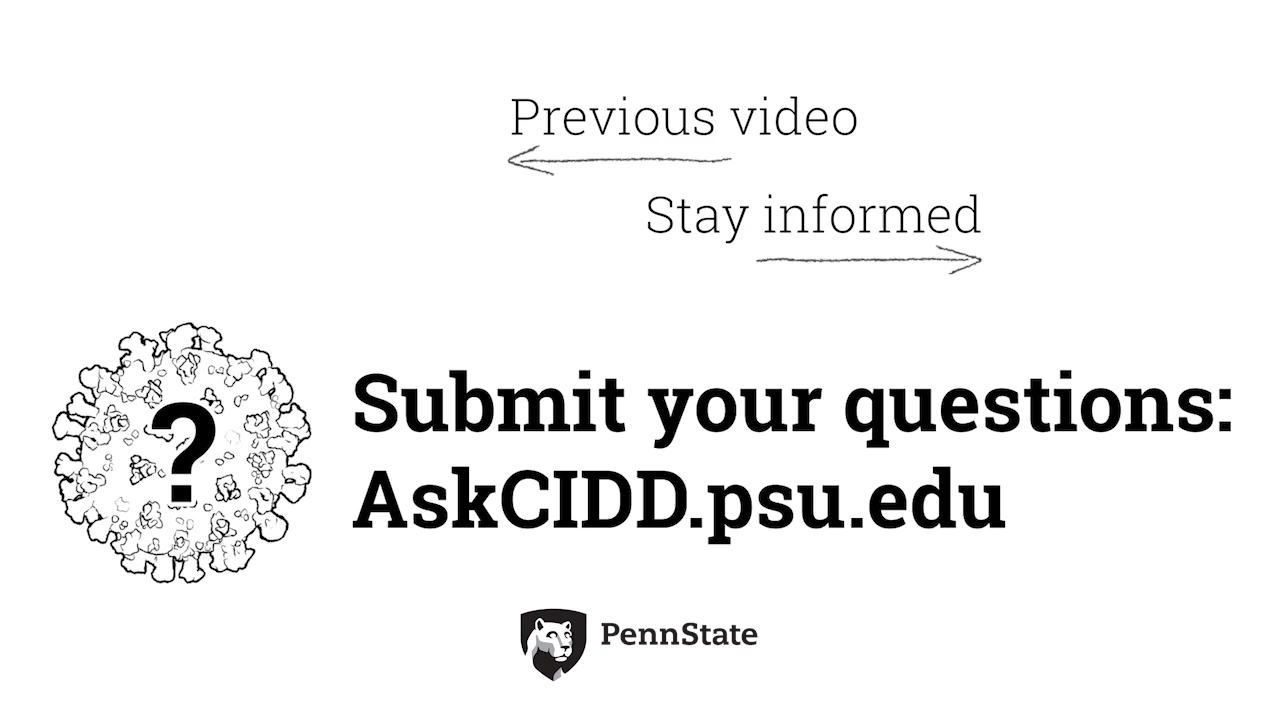 Previous video
Stay informed
?
Submit your questions:
AskCIDD.psu.edu
PennState